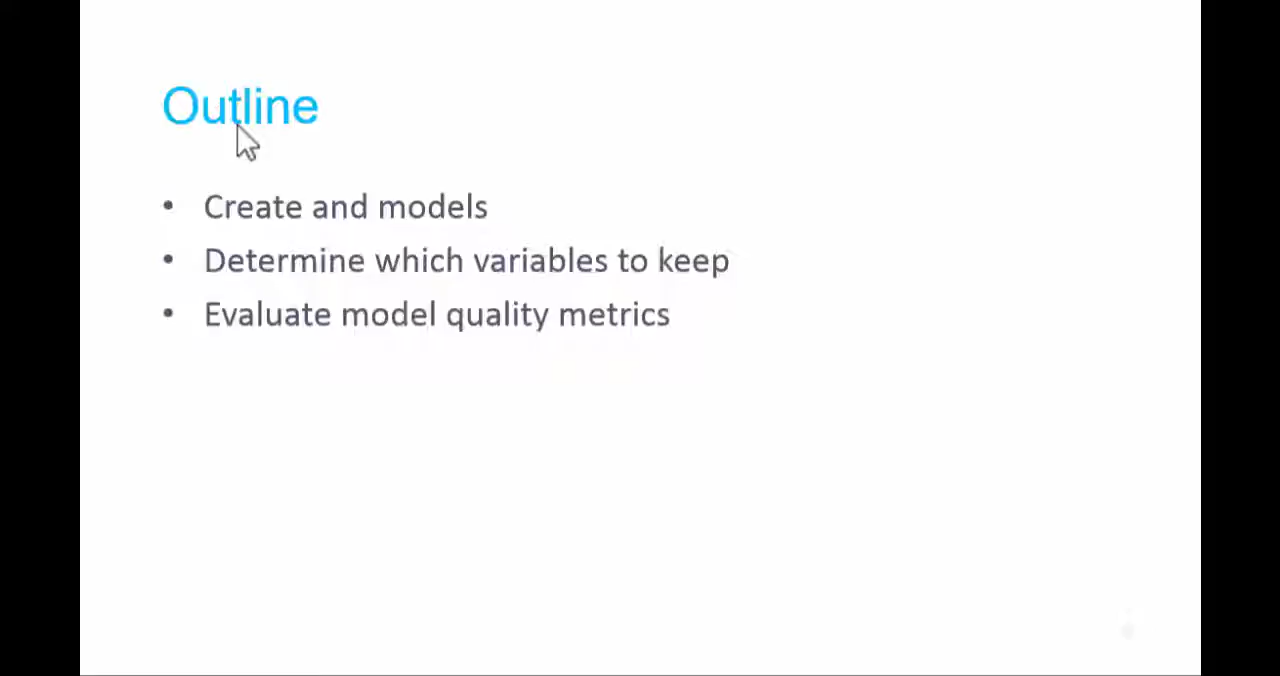 Outline
• Create and models
• Determine which variables to keep
• Evaluate model quality metrics